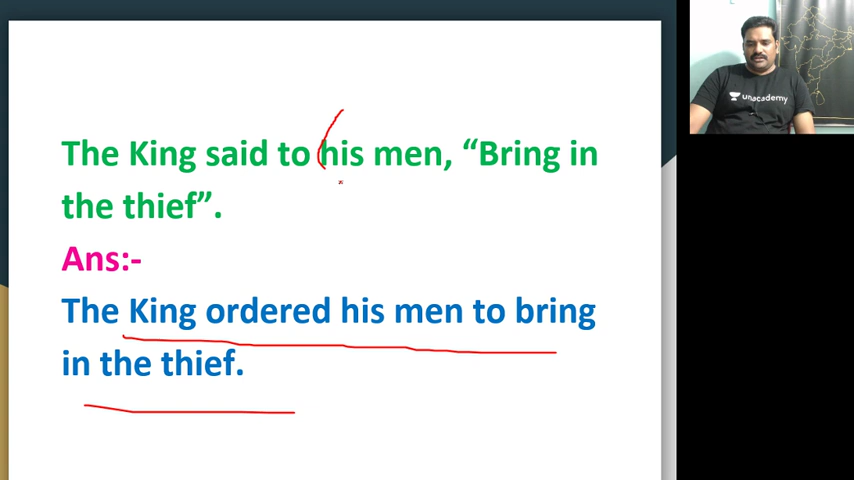 The King said to his men, “Bring in
the thief”.
Ans:-
The King ordered his men to bring
in the thief.
unacademy